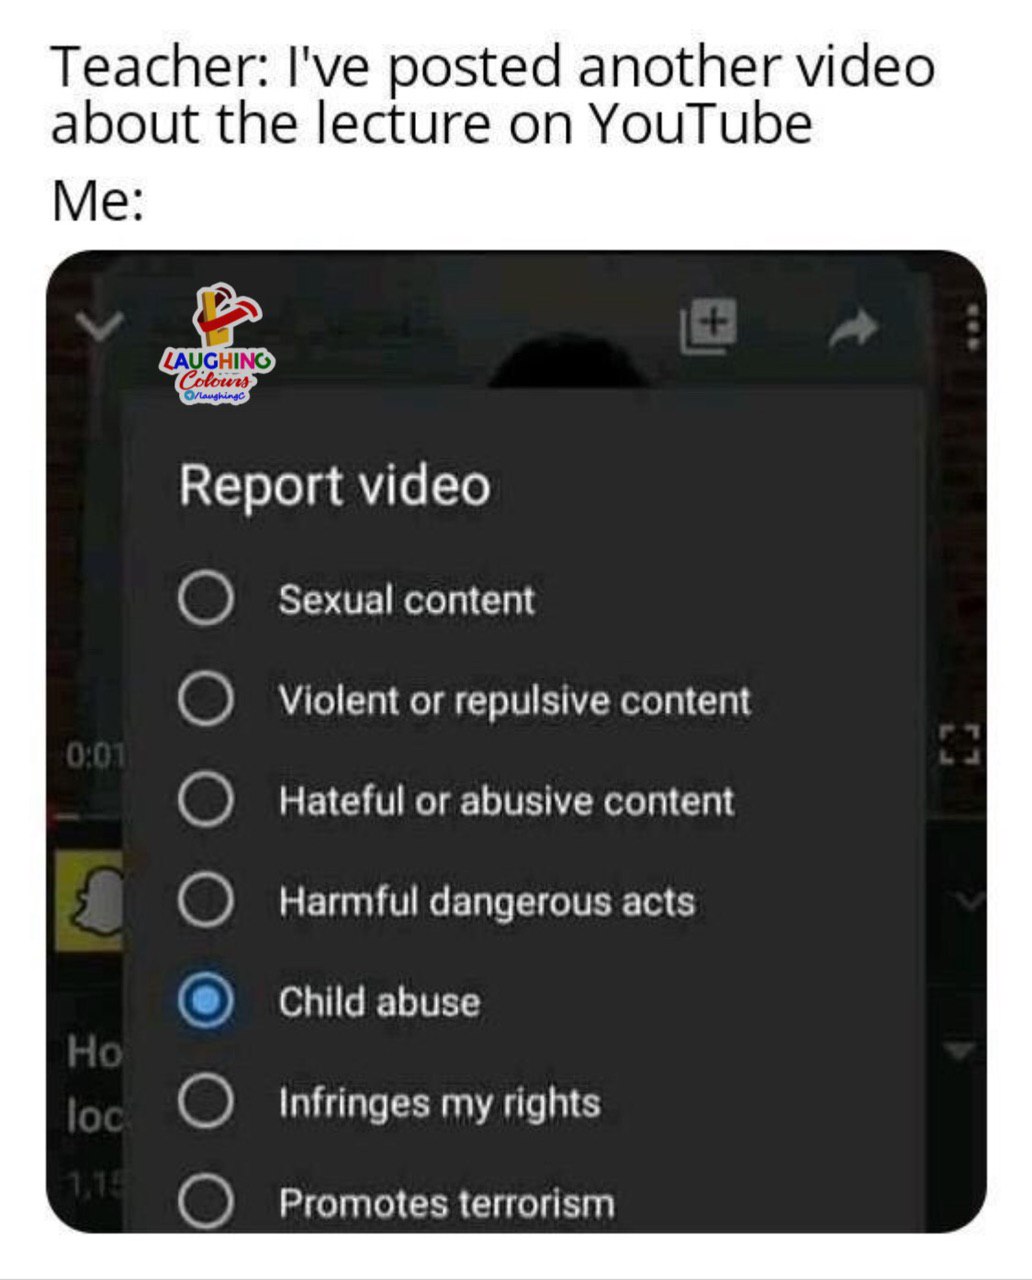 Teacher: I've posted another video
about the lecture on YouTube
Me:
LAUGHING
Colours
/laughingC
Report video
Sexual content
Violent or repulsive content
0:01
Hateful or abusive content
Harmful dangerous acts
Child abuse
Ho
Infringes my rights
loc
1,15
Promotes terrorism